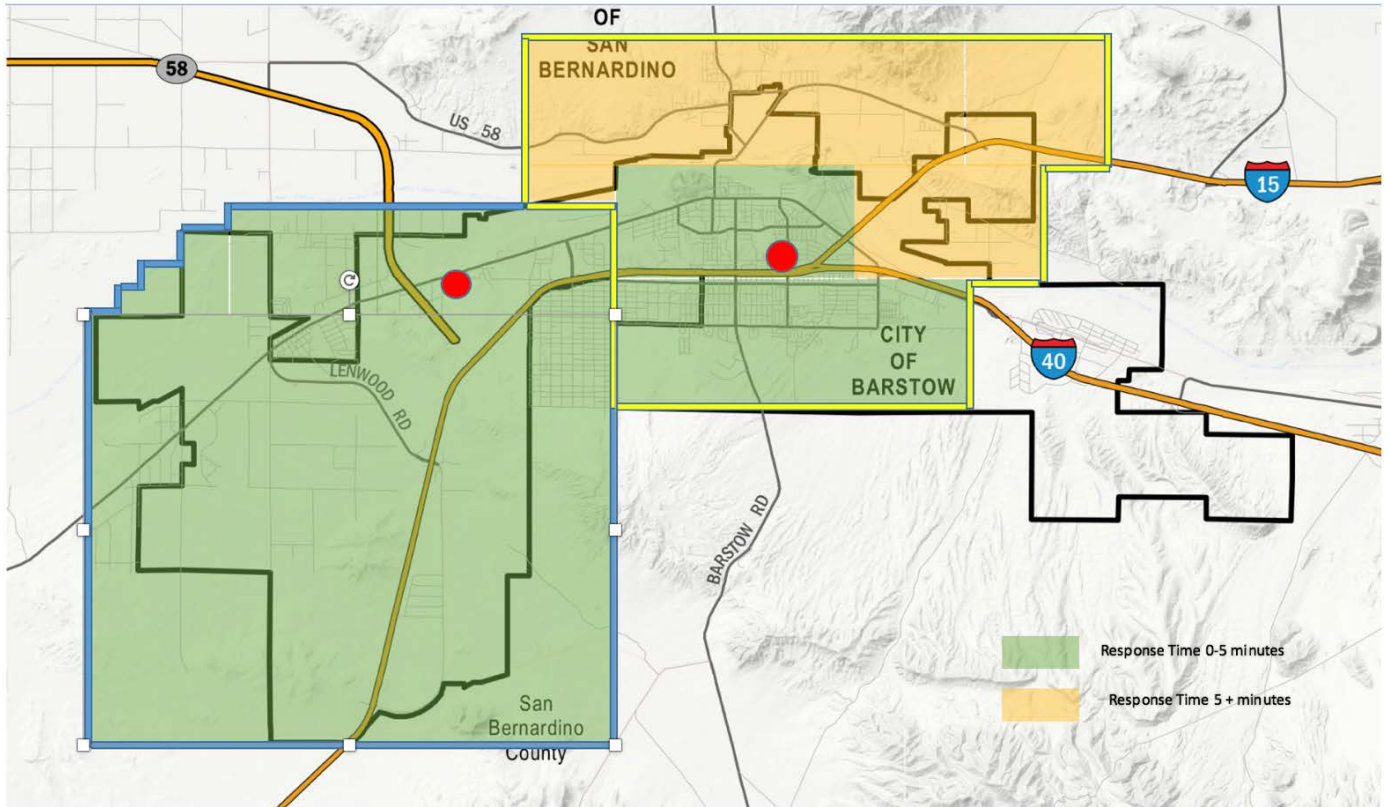 OF
SAN
BERNARDINO
58
US 58
15
CITY
OF
BARSTOW
40
LENWOOD RD
BARSTOW RD
Response Time 0-5 minutes
Response Time 5 + minutes
San
Bernardino
County